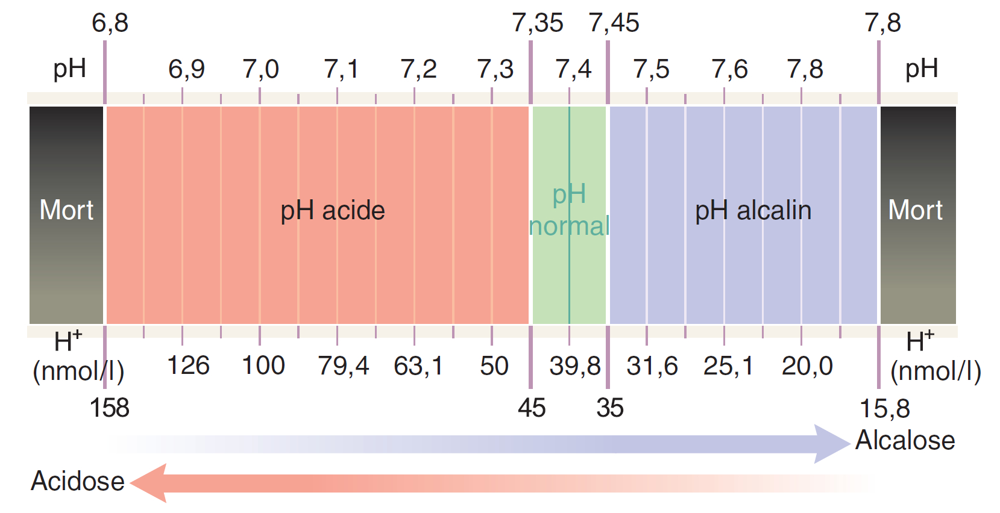 6,8 7,35 7,45 7,8
pH 6,9 7,0 7,1 7,2 7,3 7,4 7,5 7,6 7,8 pH
Mort pH acide pH normal pH alcalin Mort
H⁺ (nmol/l) 126 100 79,4 63,1 50 39,8 31,6 25,1 20,0 H⁺ (nmol/l)
158 45 35 15,8
Alcalose
Acidose